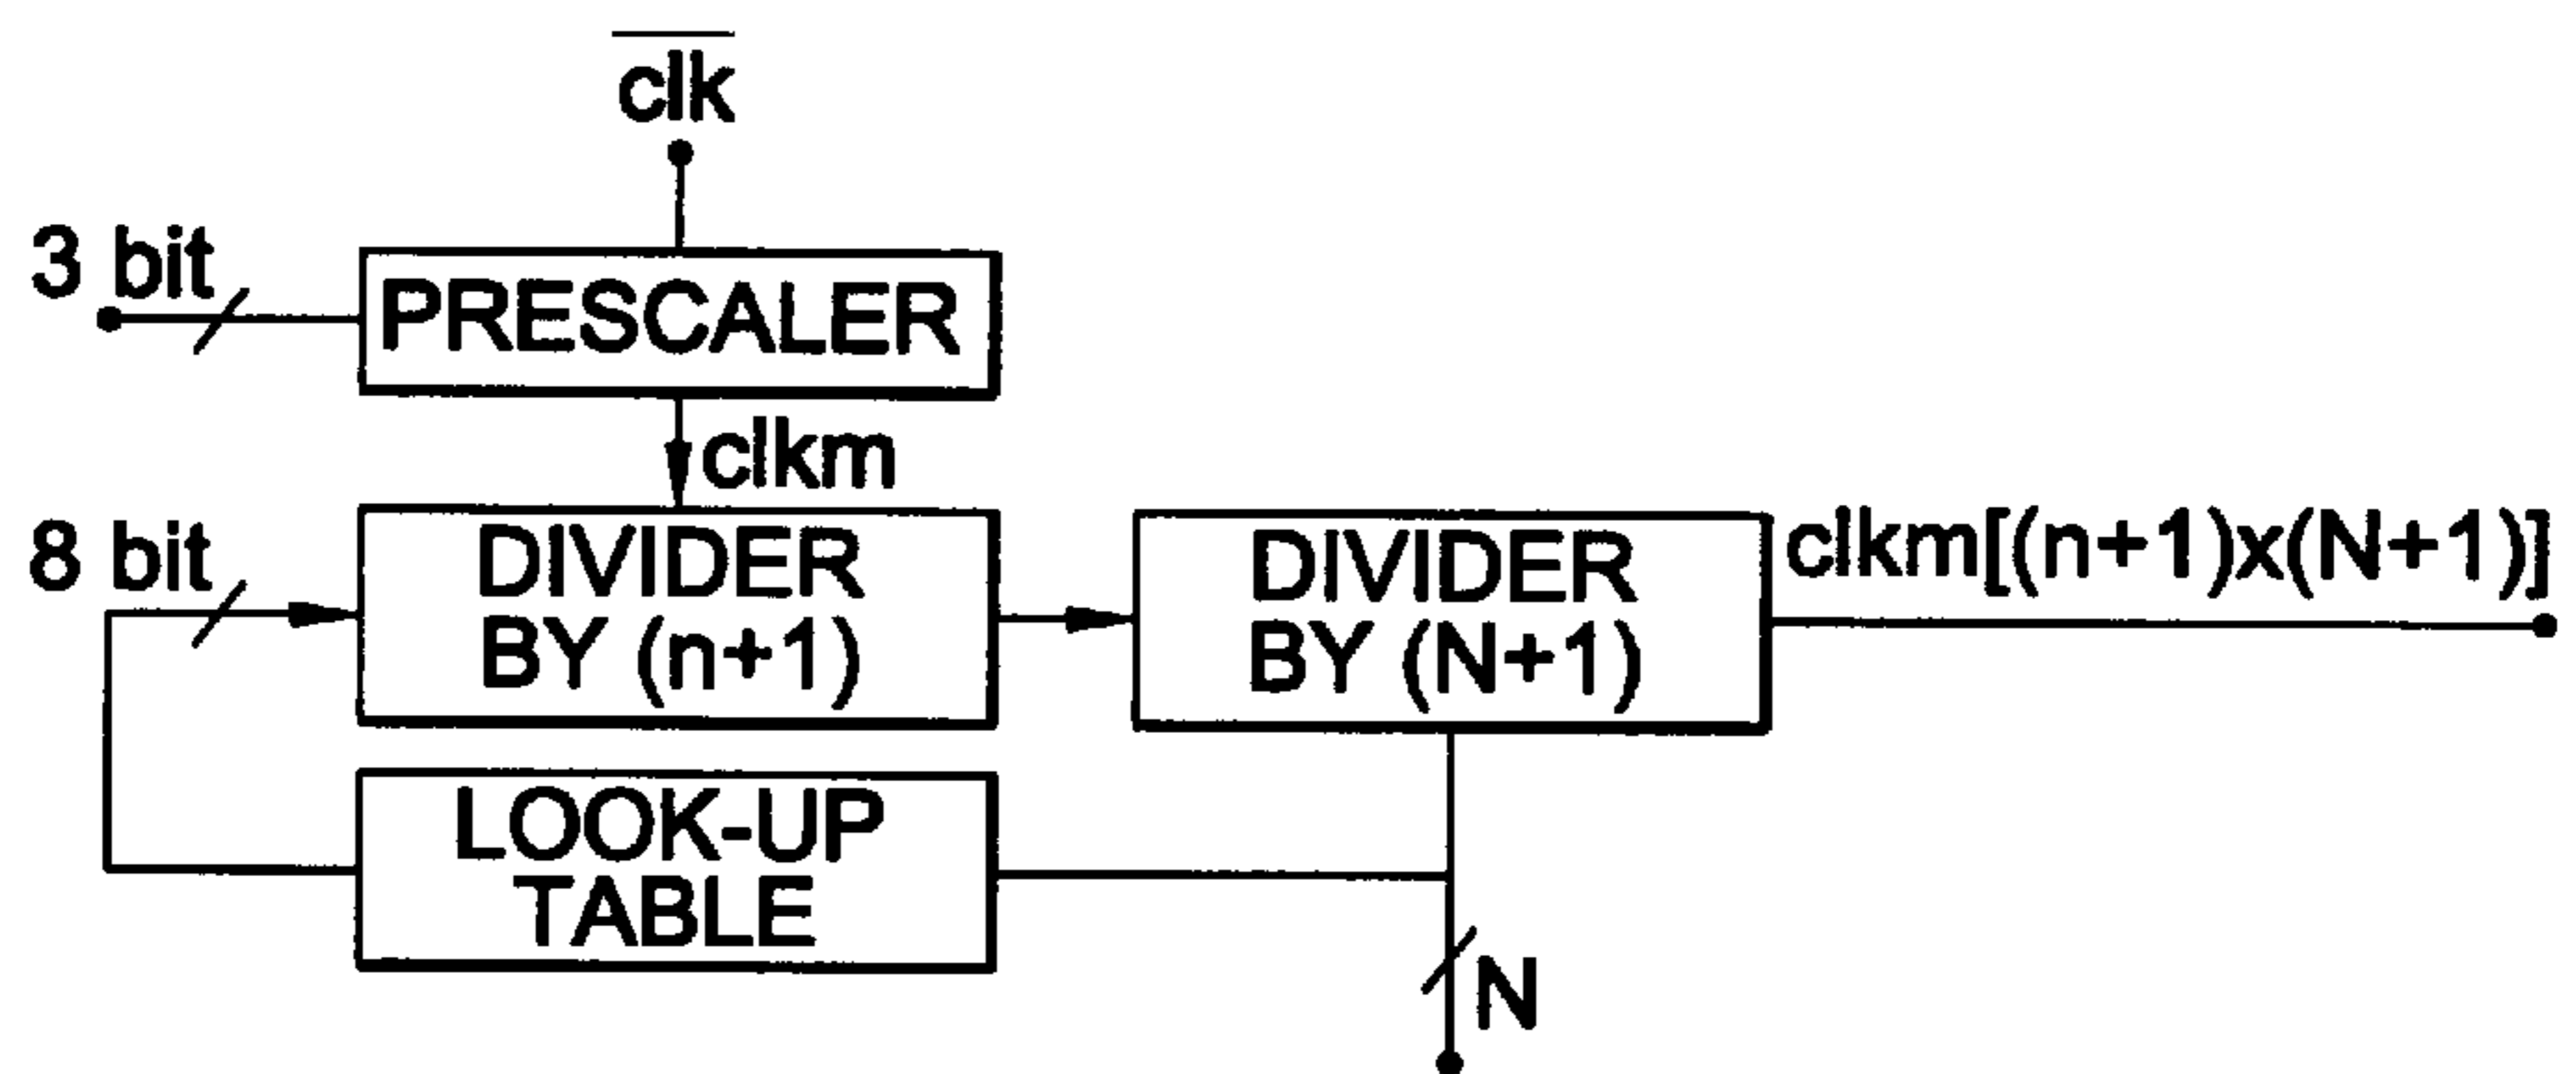 clk
3 bit
PRESCALER
clkm
8 bit
DIVIDER
BY (n+1)
DIVIDER
BY (N+1)
clkm[(n+1)x(N+1)]
LOOK-UP
TABLE
N